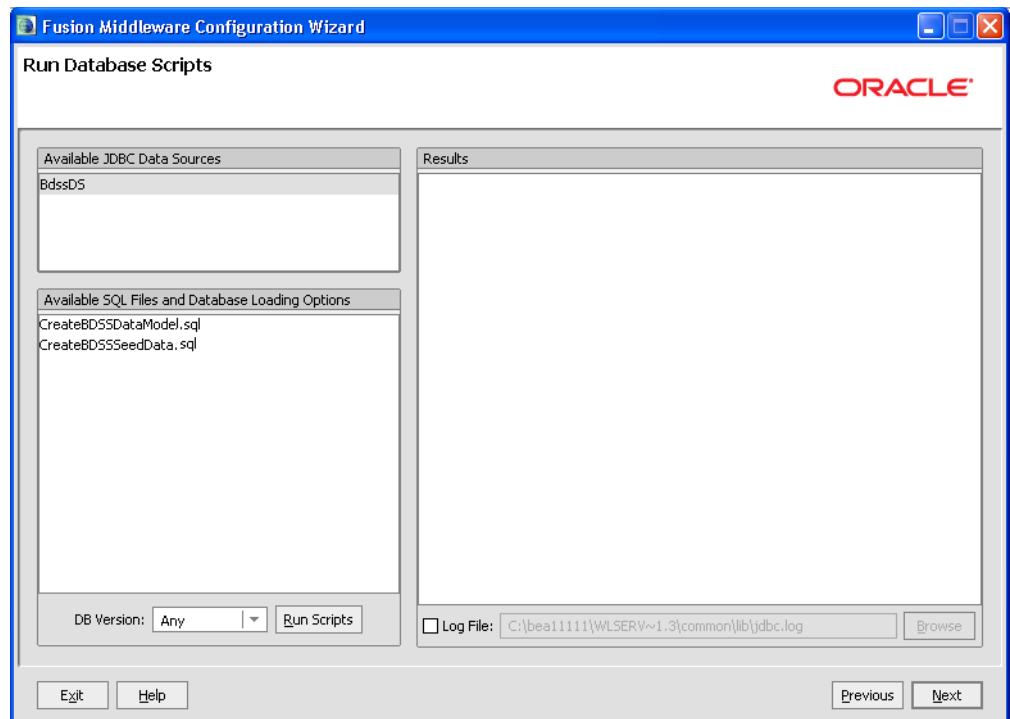 Fusion Middleware Configuration Wizard
Run Database Scripts
ORACLE
Available JDBC Data Sources
BdssDS
Available SQL Files and Database Loading Options
CreateBDSSDataModel.sql
CreateBDSSSeedData.sql
DB Version: Any Run Scripts
Results
Log File: C:\bea11111\WLSERV~1.3\common\lib\jdbc.log Browse
Exit Help Previous Next